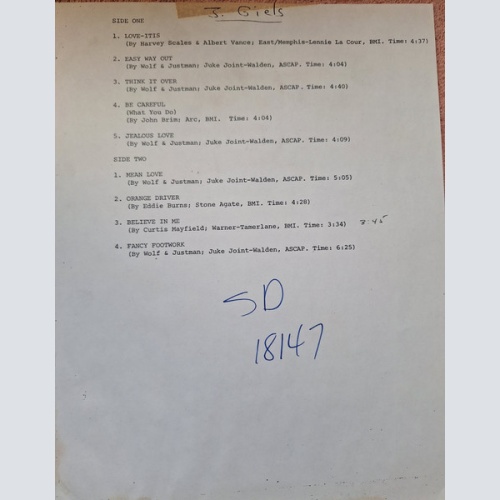 J. Giels
SIDE ONE
1. LOVE-ITIS
(By Harvey Scales & Albert Vance; East/Memphis-Lonnie La Cour, BMI. Time: 4:37)
2. EASY WAY OUT
(By Wolf & Justman; Juke Joint-Walden, ASCAP. Time: 4:04)
3. THINK IT OVER
(By Wolf & Justman; Juke Joint-Walden, ASCAP. Time: 4:40)
4. BE CAREFUL
(What You Do)
(By John Brim; Arc, BMI. Time: 4:04)
5. JEALOUS LOVE
(By Wolf & Justman; Juke Joint-Walden, ASCAP. Time: 4:09)
SIDE TWO
1. MEAN LOVE
(By Wolf & Justman; Juke Joint-Walden, ASCAP. Time: 5:05)
2. ORANGE DRIVER
(By Eddie Burns; Stone Agate, BMI. Time: 4:28)
3. BELIEVE IN ME
(By Curtis Mayfield; Warner-Tamerlane, BMI. Time: 3:34) 3:45
4. FANCY FOOTWORK
(By Wolf & Justman; Juke Joint-Walden, ASCAP. Time: 6:25)
SD
18147